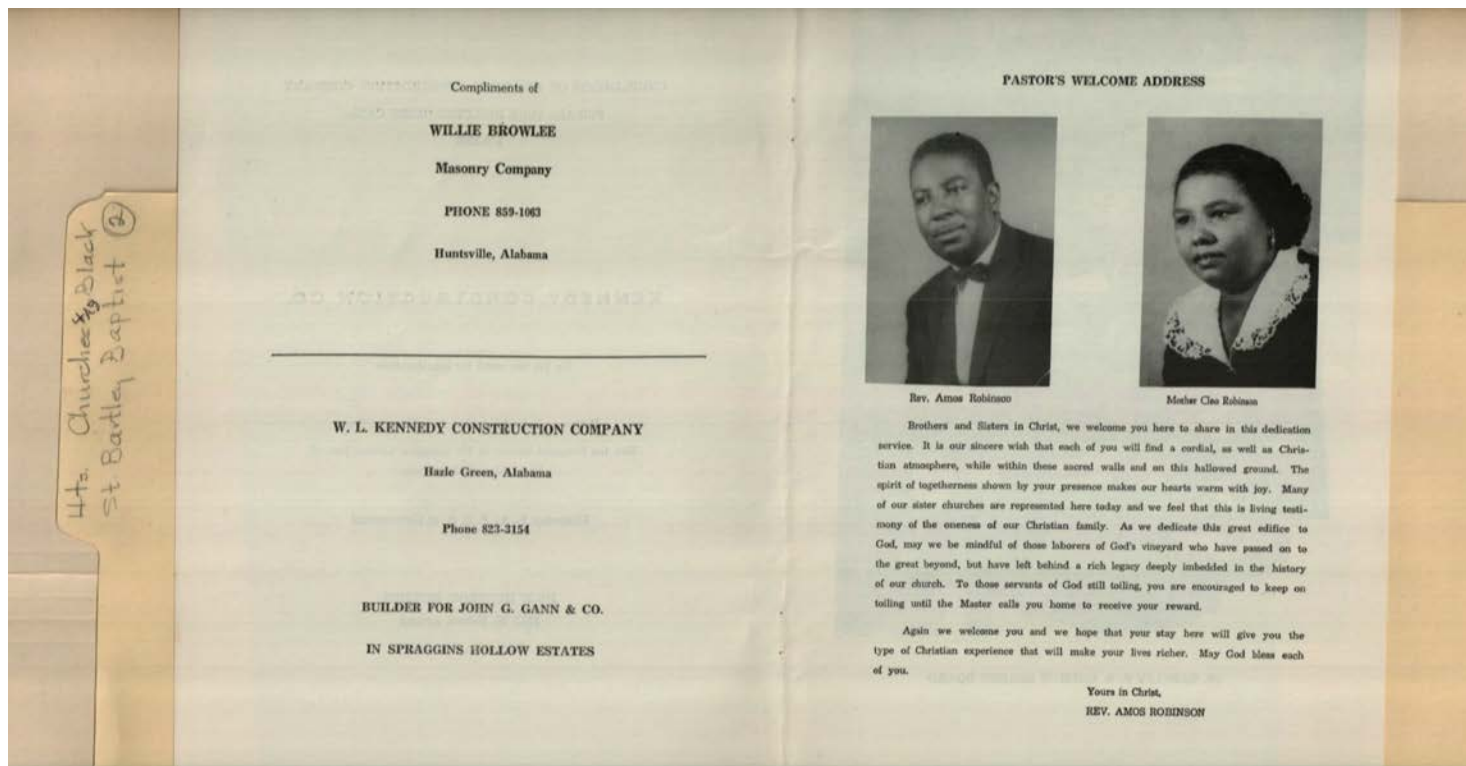 Hts. Churches, Black
St Bartley Baptist 2
Compliments of
WILLIE BROWLEE
Masonry Company
PHONE 859-1063
Huntsville, Alabama
W. L. KENNEDY CONSTRUCTION COMPANY
Hazle Green, Alabama
Phone 823-3154
BUILDER FOR JOHN G. GANN & CO.
IN SPRAGGINS HOLLOW ESTATES
PASTOR'S WELCOME ADDRESS
Rev. Amos Robinson
Mother Cleo Robinson
Brothers and Sisters in Christ, we welcome you here to share in this dedication
service. It is our sincere wish that each of you will find a cordial, as well as Chris-
tian atmosphere, while within these sacred walls and on this hallowed ground. The
spirit of togetherness shown by your presence makes our hearts warm with joy. Many
of our sister churches are represented here today and we feel that this is living testi-
mony of the oneness of our Christian family. As we dedicate this great edifice to
God, may we be mindful of those laborers of God's vineyard who have passed on to
the great beyond, but have left behind a rich legacy deeply imbedded in the history
of our church. To those servants of God still toiling, you are encouraged to keep on
toiling until the Master calls you home to receive your reward.
Again we welcome you and we hope that your stay here will give you the
type of Christian experience that will make your lives richer. May God bless each
of you.
Yours in Christ,
REV. AMOS ROBINSON